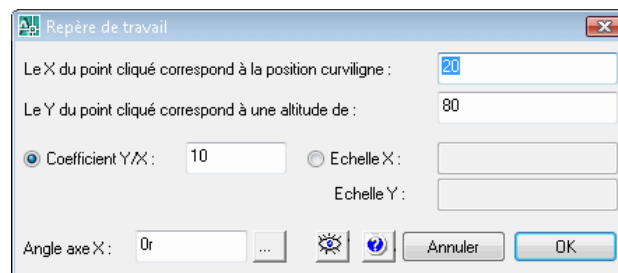 Repère de travail
Le X du point cliqué correspond à la position curviligne : 20
Le Y du point cliqué correspond à une altitude de : 80
Coefficient Y/X : 10 Echelle X :
Echelle Y :
Angle axe X : 0r ... Annuler OK